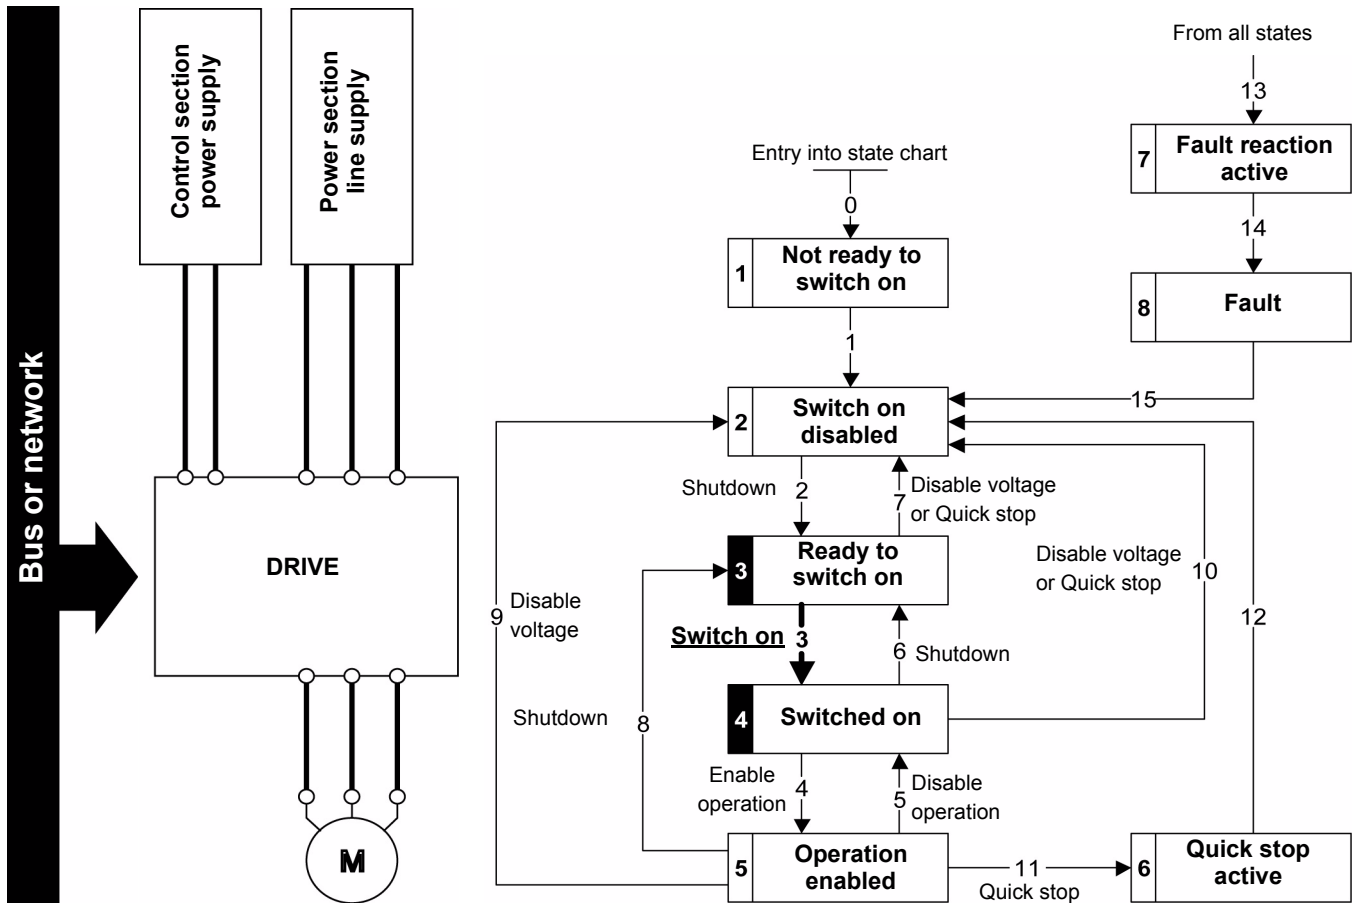 Bus or network
Control section
power supply
Power section
line supply
DRIVE
M
From all states
13
7
Fault reaction
active
14
8
Fault
15
Entry into state chart
0
1
Not ready to
switch on
1
2
Switch on
disabled
Shutdown
2
7
Disable voltage
or Quick stop
3
Ready to
switch on
Switch on
3
6
Shutdown
4
Switched on
Disable voltage
or Quick stop
10
12
9
Disable
voltage
Shutdown
8
Enable
operation
4
5
Disable
operation
5
Operation
enabled
11
Quick stop
6
Quick stop
active